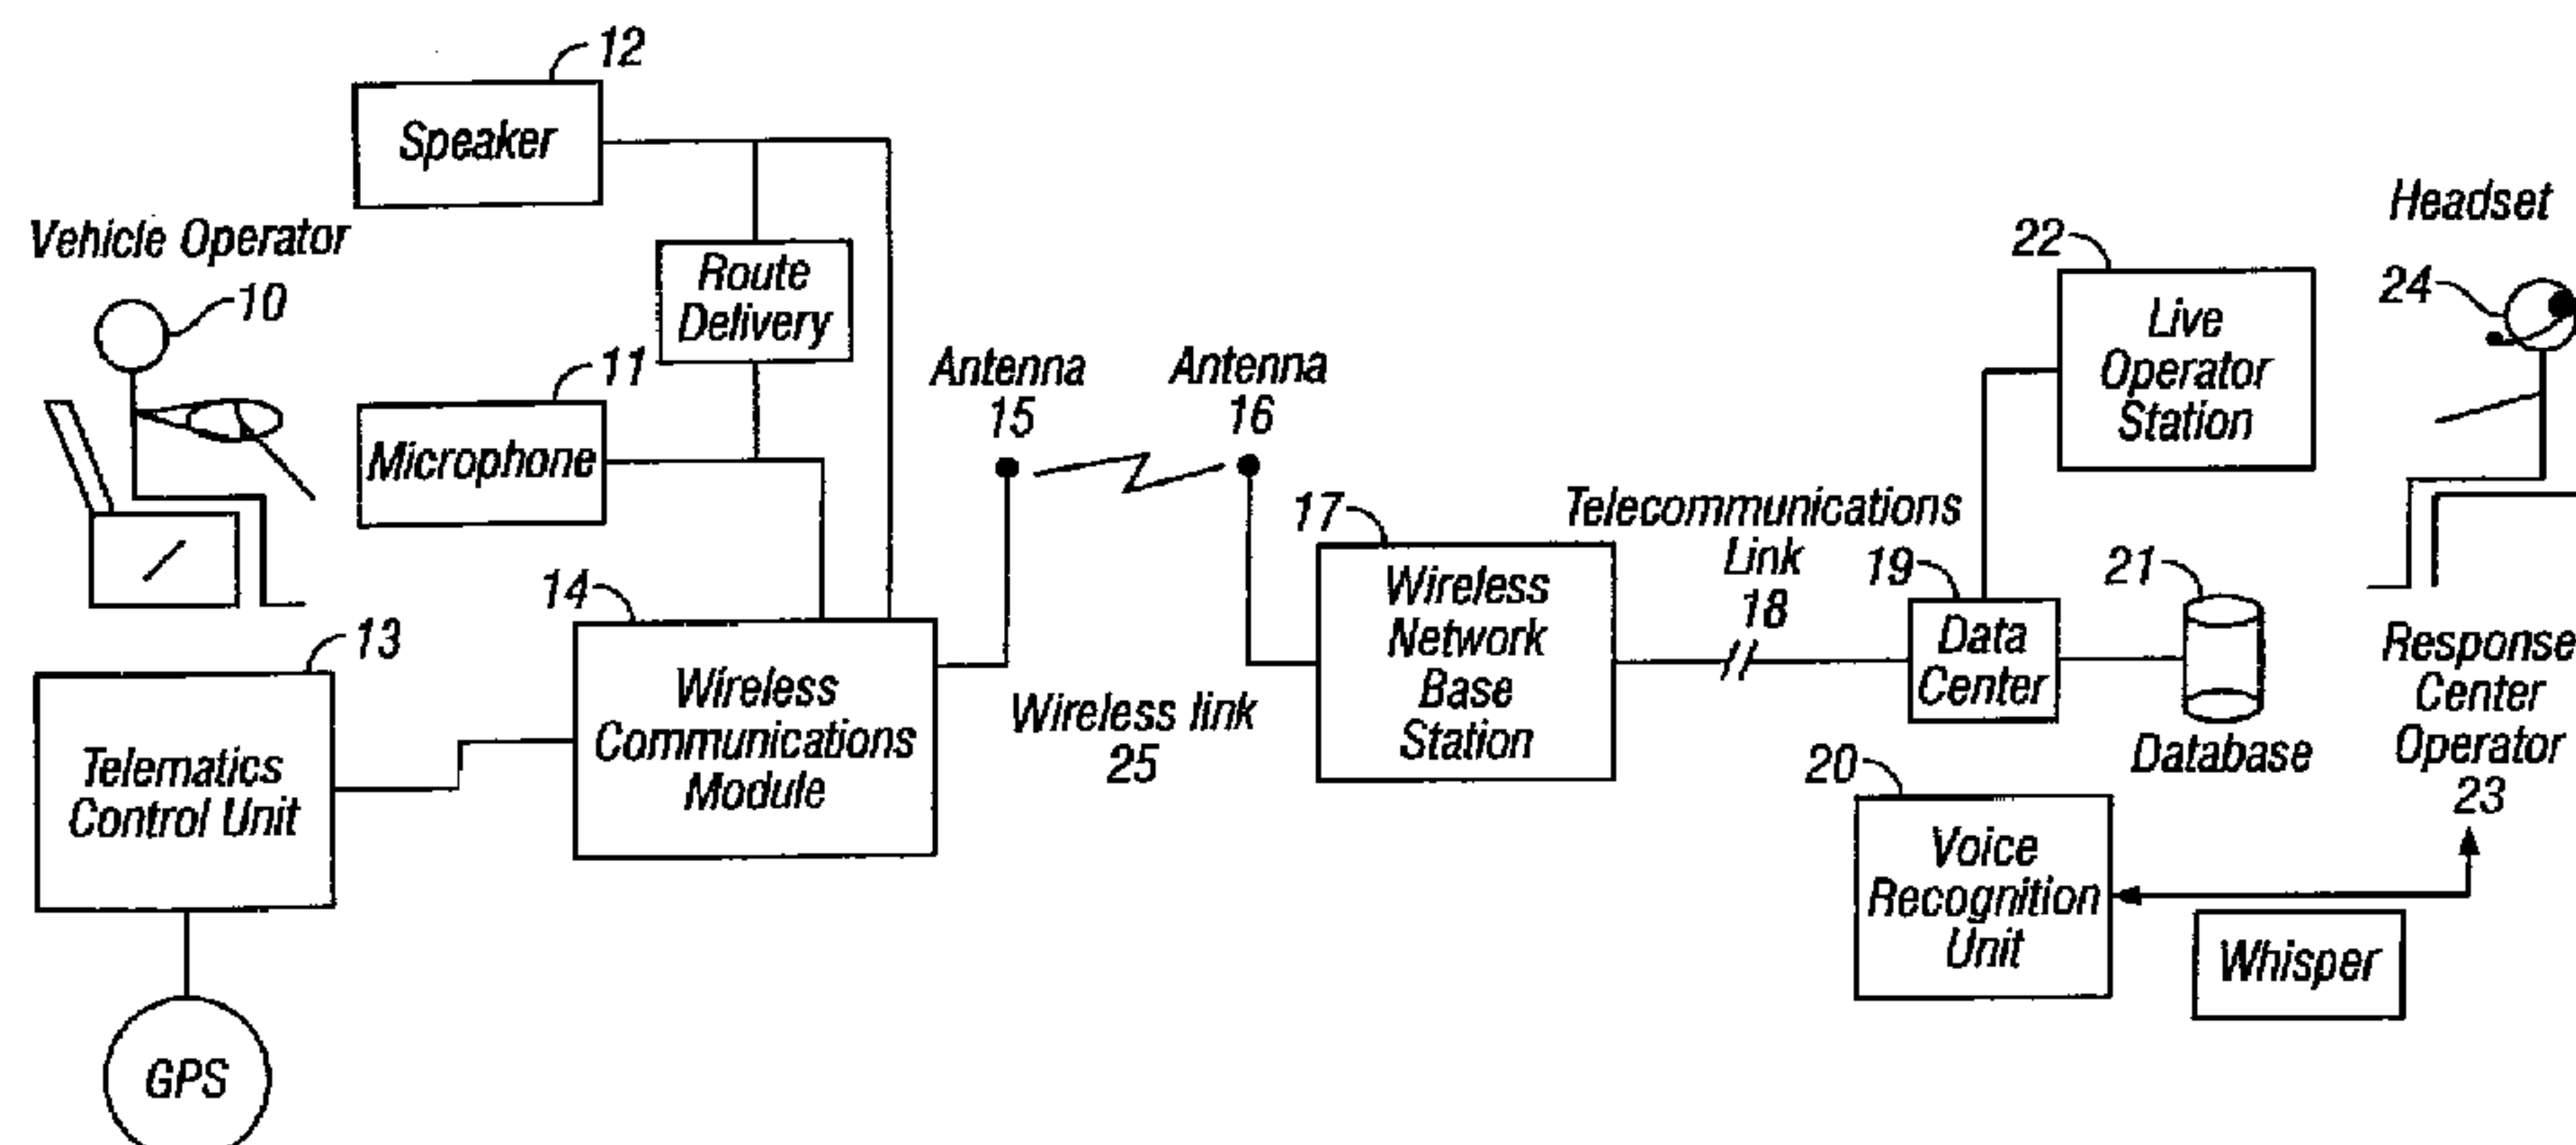 12
Speaker
Vehicle Operator
10
Route
Delivery
11
Microphone
Antenna
15
Antenna
16
13
Telematics
Control Unit
GPS
14
Wireless
Communications
Module
Wireless link
25
17
Wireless
Network
Base
Station
Telecommunications
Link
18
19
Data
Center
22
Live
Operator
Station
21
Database
20
Voice
Recognition
Unit
Whisper
Headset
24
Response
Center
Operator
23